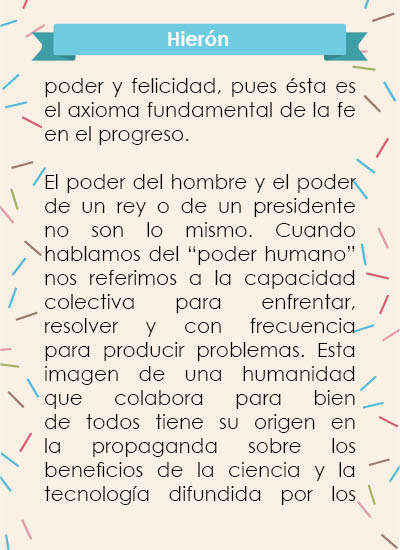 Hierón
poder y felicidad, pues ésta es
el axioma fundamental de la fe
en el progreso.
El poder del hombre y el poder
de un rey o de un presidente
no son lo mismo. Cuando
hablamos del “poder humano”
nos referimos a la capacidad
colectiva para enfrentar,
resolver y con frecuencia
para producir problemas. Esta
imagen de una humanidad
que colabora para bien
de todos tiene su origen en
la propaganda sobre los
beneficios de la ciencia y la
tecnología difundida por los